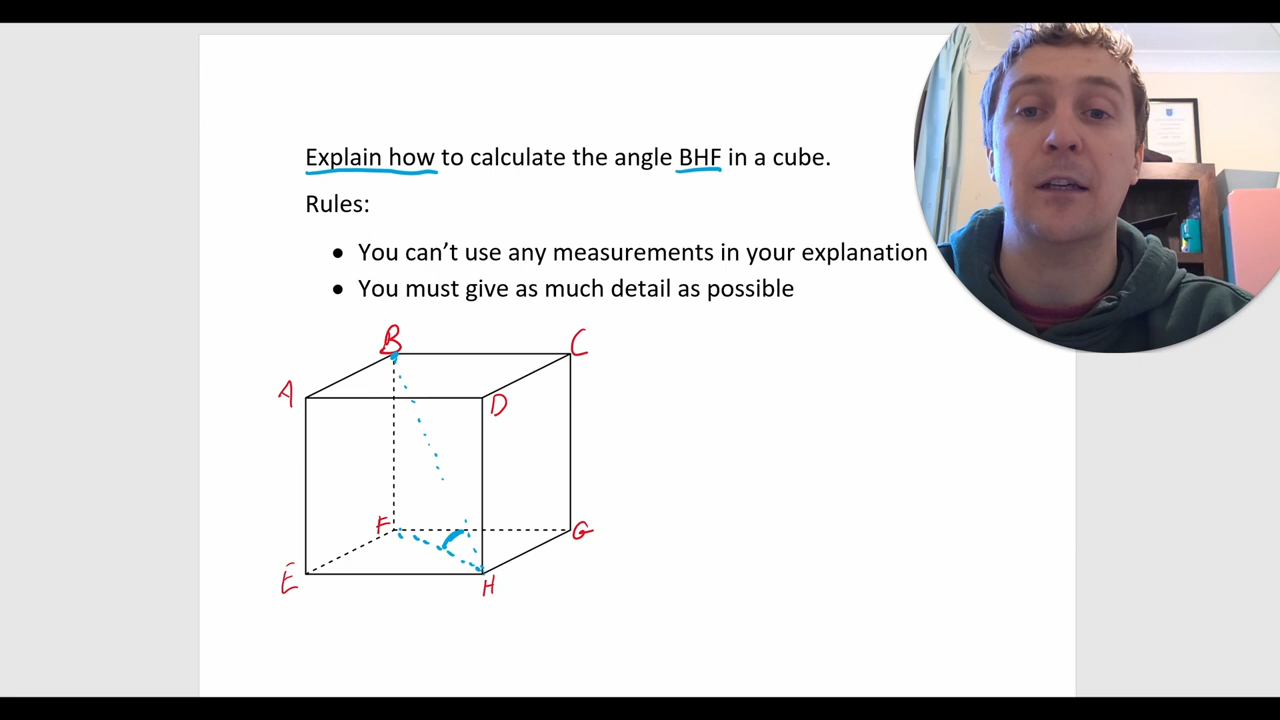 Explain how to calculate the angle BHF in a cube.
Rules:
• You can’t use any measurements in your explanation
• You must give as much detail as possible
B
C
A
D
F
G
E
H